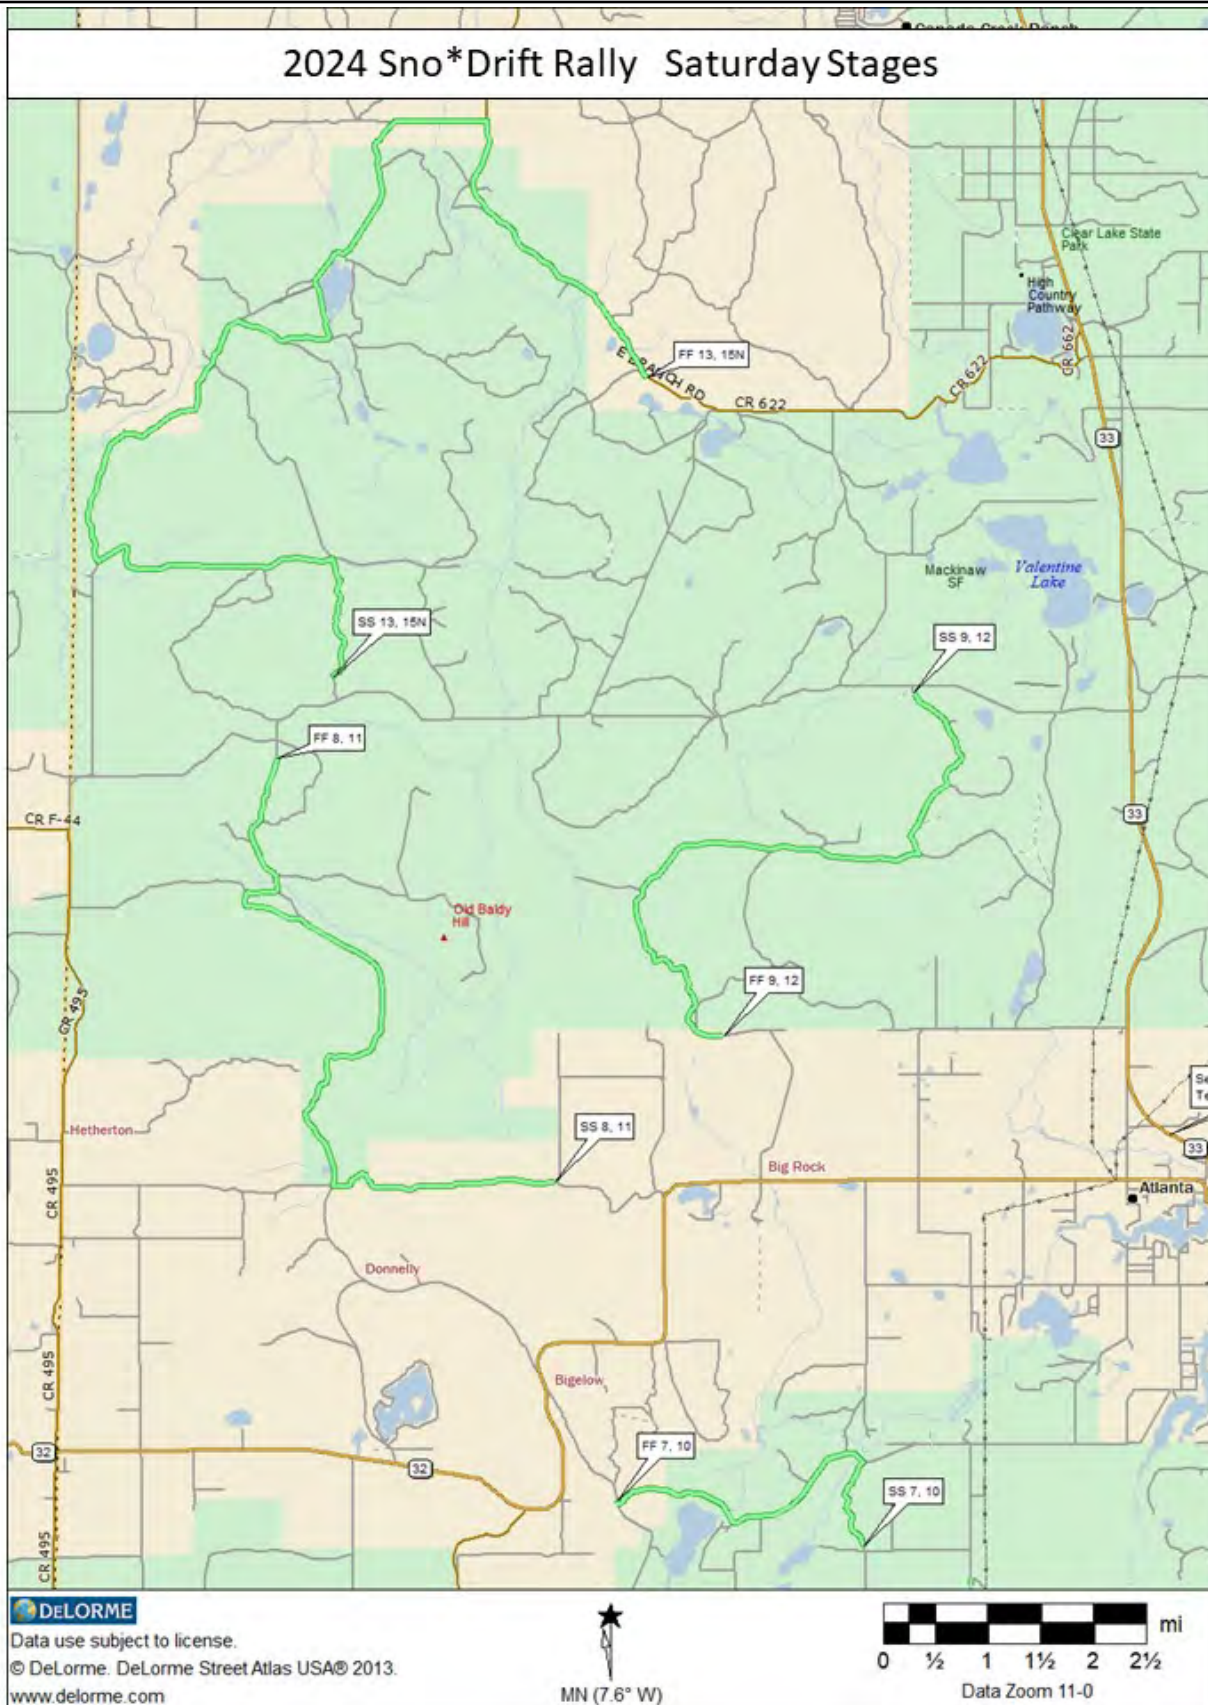 Canada Creek Ranch
2024 Sno*Drift Rally Saturday Stages
Clear Lake State
Park
High
Country
Pathway
CR 662
FF 13, 15N
RANCH RD
CR 622
CR 622
33
Mackinaw
SF
Valentine
Lake
SS 13, 15N
SS 9, 12
FF 8, 11
CR F-44
33
Old Baldy
Hill
FF 9, 12
CR 495
Hetherton
SS 8, 11
33
Big Rock
Atlanta
CR 495
Donnelly
CR 495
Bigelow
32
32
FF 7, 10
SS 7, 10
CR 495
DELORME
Data use subject to license.
© DeLorme. DeLorme Street Atlas USA® 2013.
www.delorme.com
MN (7.6° W)
mi
0 ½ 1 1½ 2 2½
Data Zoom 11-0